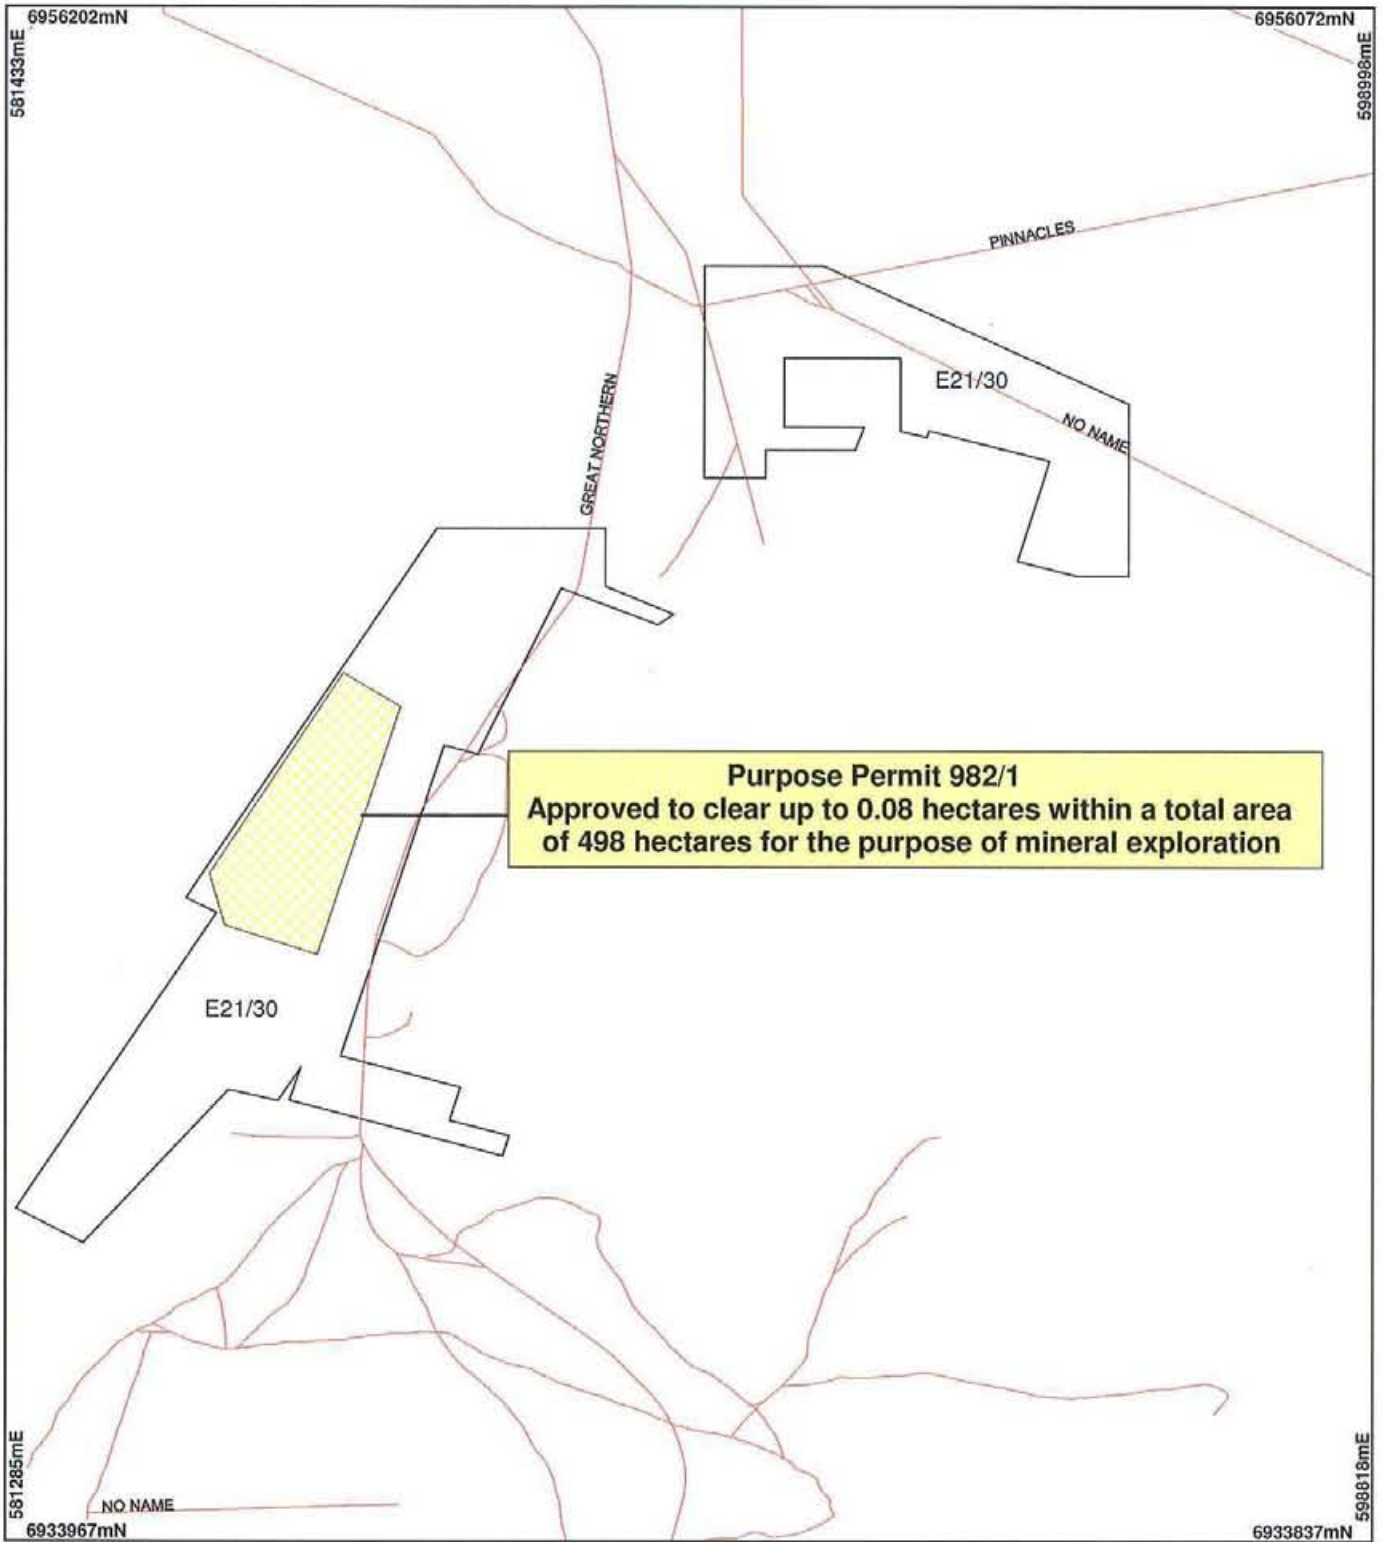 6956202mN
6956072mN
581433mE
598998mE
PINNACLES
E21/30
GREAT NORTHERN
NO NAME
Purpose Permit 982/1
Approved to clear up to 0.08 hectares within a total area
of 498 hectares for the purpose of mineral exploration
E21/30
581285mE
598818mE
NO NAME
6933967mN
6933837mN